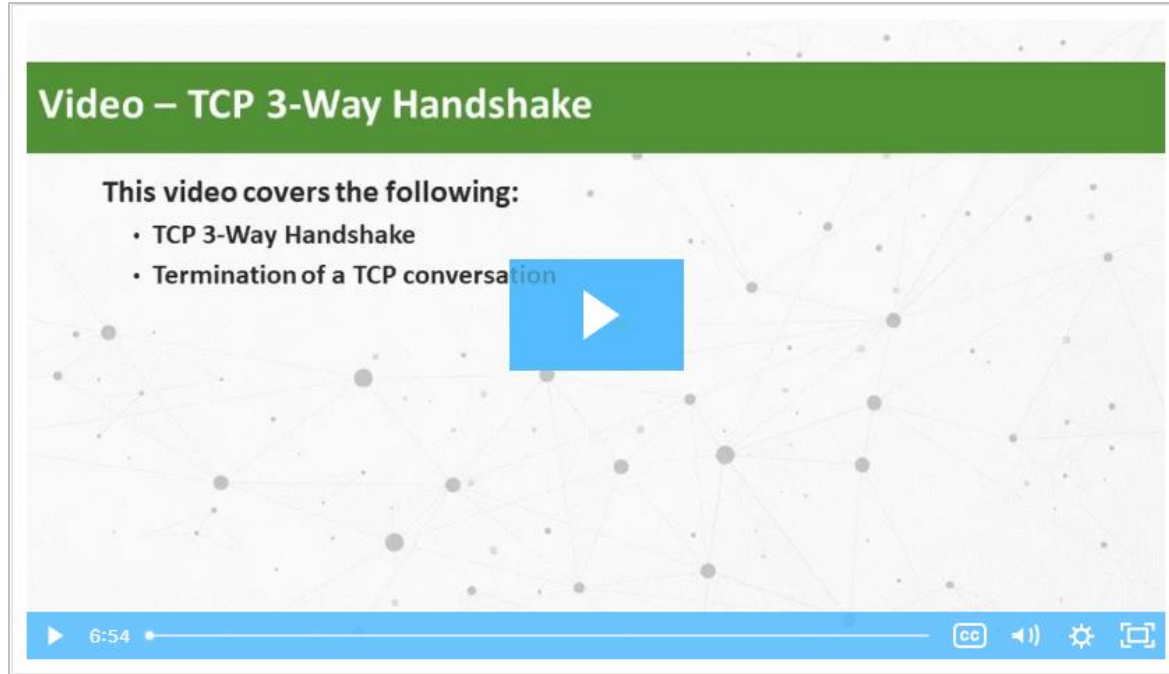 Video – TCP 3-Way Handshake
This video covers the following:
• TCP 3-Way Handshake
• Termination of a TCP conversation
6:54
CC